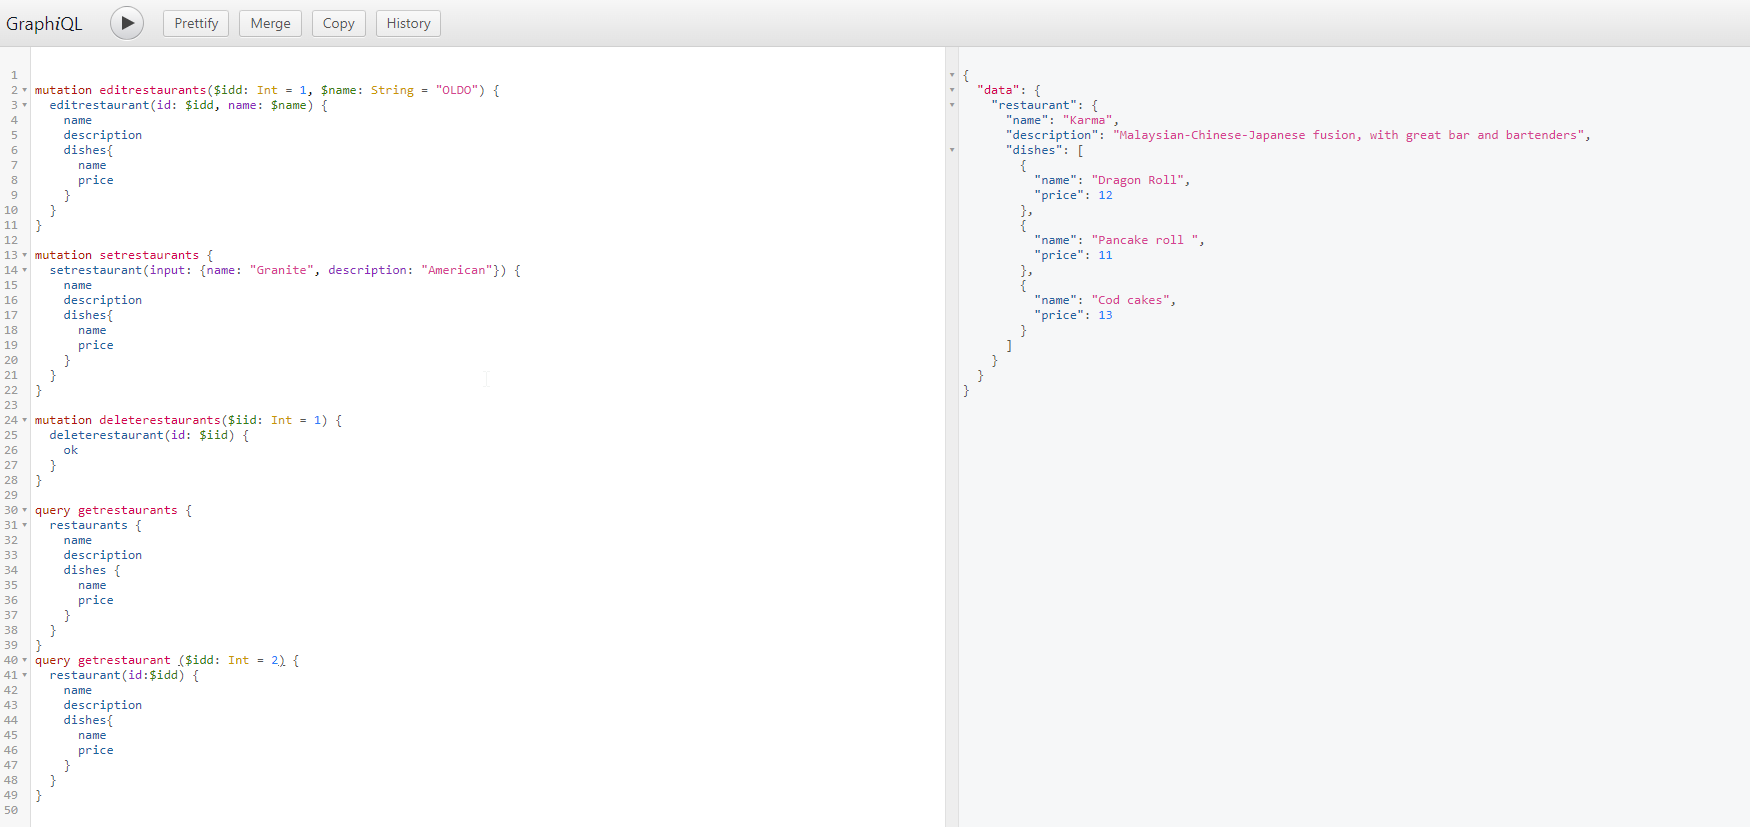 GraphiQL
Prettify
Merge
Copy
History
1
2 mutation editrestaurants($idd: Int = 1, $name: String = "OLDO") {
3   editrestaurant(id: $idd, name: $name) {
4     name
5     description
6     dishes{
7       name
8       price
9     }
10   }
11 }
12
13 mutation setrestaurants {
14   setrestaurant(input: {name: "Granite", description: "American"}) {
15     name
16     description
17     dishes{
18       name
19       price
20     }
21   }
22 }
23
24 mutation deleterestaurants($iid: Int = 1) {
25   deleterestaurant(id: $iid) {
26     ok
27   }
28 }
29
30 query getrestaurants {
31   restaurants {
32     name
33     description
34     dishes {
35       name
36       price
37     }
38   }
39 }
40 query getrestaurant ($idd: Int = 2) {
41   restaurant(id:$idd) {
42     name
43     description
44     dishes{
45       name
46       price
47     }
48   }
49 }
50
{
  "data": {
    "restaurant": {
      "name": "Karma",
      "description": "Malaysian-Chinese-Japanese fusion, with great bar and bartenders",
      "dishes": [
        {
          "name": "Dragon Roll",
          "price": 12
        },
        {
          "name": "Pancake roll ",
          "price": 11
        },
        {
          "name": "Cod cakes",
          "price": 13
        }
      ]
    }
  }
}